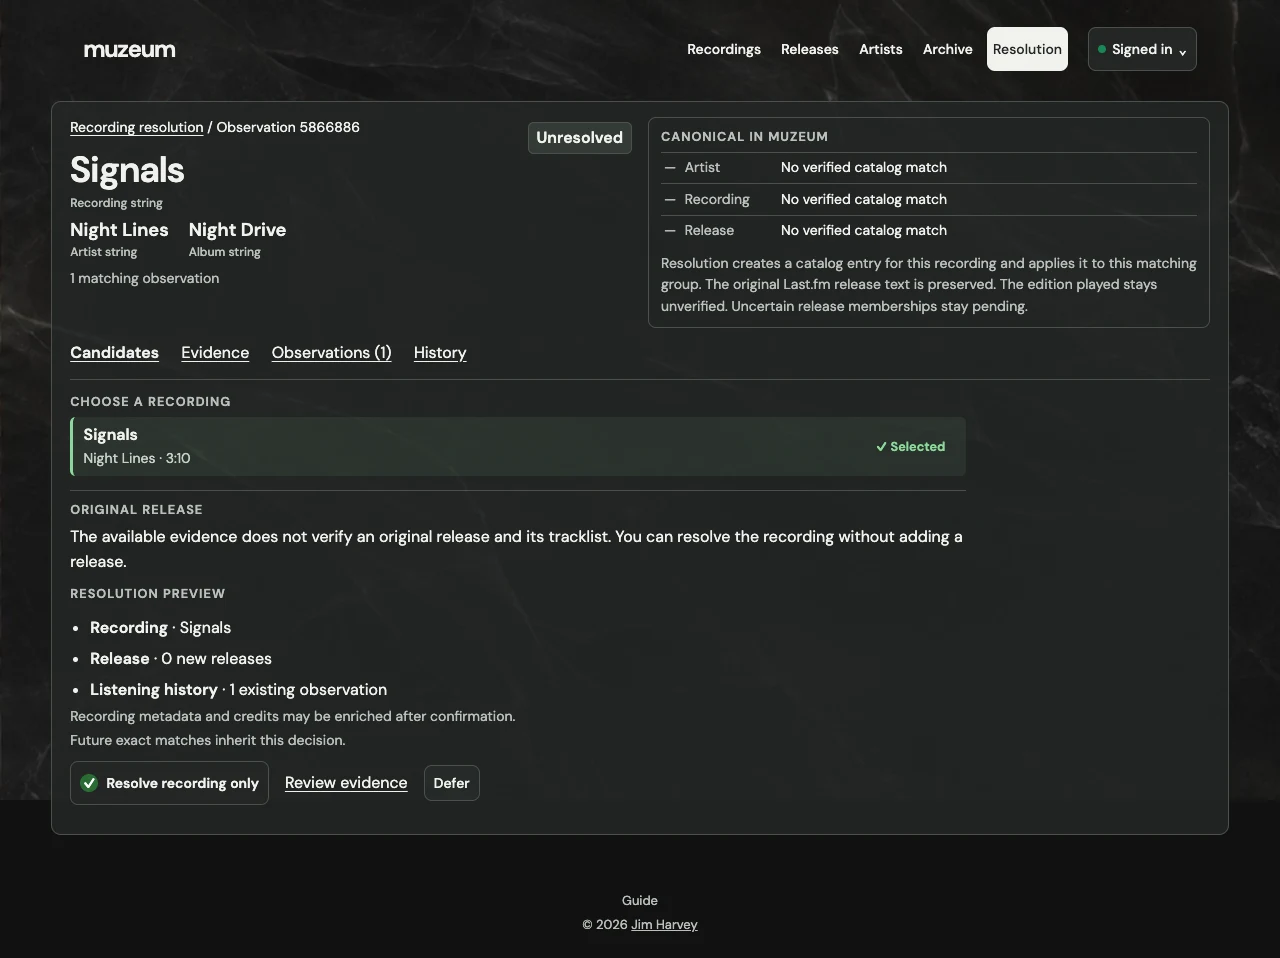 muzeum
Recordings
Releases
Artists
Archive
Resolution
Signed in
Recording resolution / Observation 5866886
Unresolved
Signals
Recording string
Night Lines
Night Drive
Artist string
Album string
1 matching observation
CANONICAL IN MUZEUM
— Artist No verified catalog match
— Recording No verified catalog match
— Release No verified catalog match
Resolution creates a catalog entry for this recording and applies it to this matching
group. The original Last.fm release text is preserved. The edition played stays
unverified. Uncertain release memberships stay pending.
Candidates
Evidence
Observations (1)
History
CHOOSE A RECORDING
Signals
Night Lines · 3:10
✓ Selected
ORIGINAL RELEASE
The available evidence does not verify an original release and its tracklist. You can resolve the recording without adding a
release.
RESOLUTION PREVIEW
• Recording · Signals
• Release · 0 new releases
• Listening history · 1 existing observation
Recording metadata and credits may be enriched after confirmation.
Future exact matches inherit this decision.
Resolve recording only
Review evidence
Defer
Guide
© 2026 Jim Harvey